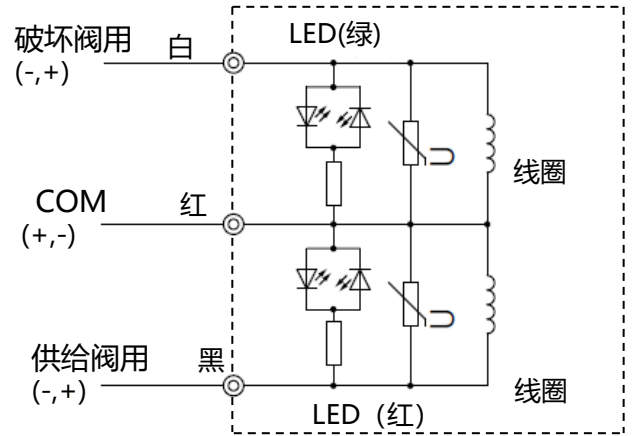 LED(绿)
破坏阀用 白
(-,+)
线圈
COM 红
(+,-)
供给阀用 黑
(-,+)
线圈
LED（红）